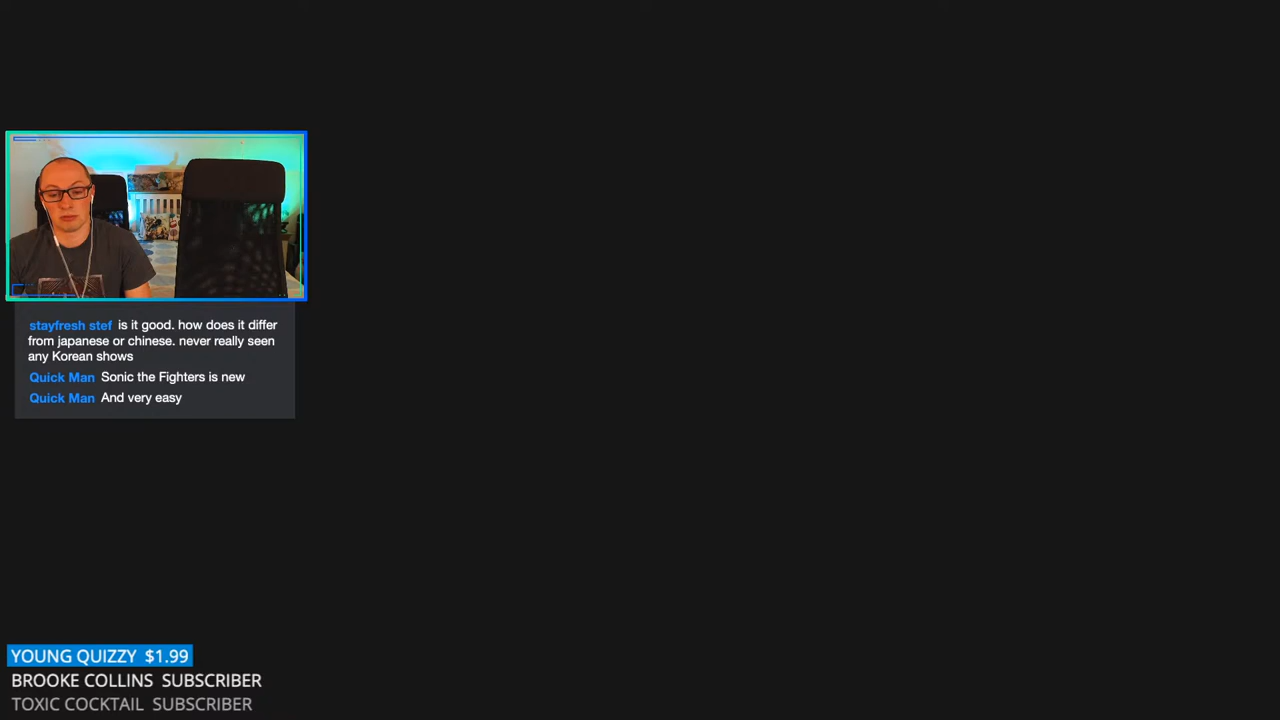 stayfresh stef is it good. how does it differ
from japanese or chinese. never really seen
any Korean shows
Quick Man Sonic the Fighters is new
Quick Man And very easy
YOUNG QUIZZY $1.99
BROOKE COLLINS SUBSCRIBER
TOXIC COCKTAIL SUBSCRIBER